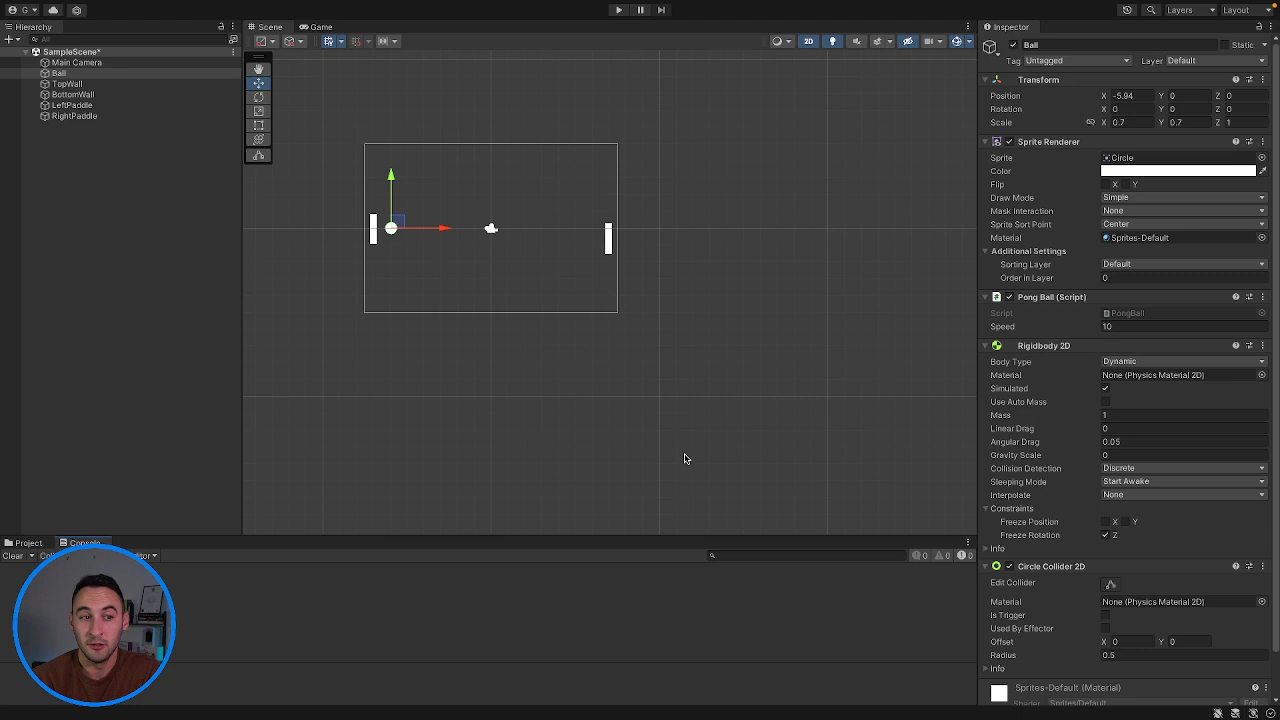 G
Layers
Layout
Hierarchy
Scene
Game
Inspector
All
2D
SampleScene*
Main Camera
Ball
TopWall
BottomWall
LeftPaddle
RightPaddle
Ball
Static
Tag Untagged Layer Default
Transform
Position X -5.94 Y 0 Z 0
Rotation X 0 Y 0 Z 0
Scale X 0.7 Y 0.7 Z 1
Sprite Renderer
Sprite Circle
Color
Flip X Y
Draw Mode Simple
Mask Interaction None
Sprite Sort Point Center
Material Sprites-Default
Additional Settings
Sorting Layer Default
Order in Layer 0
Pong Ball (Script)
Script PongBall
Speed 10
Rigidbody 2D
Body Type Dynamic
Material None (Physics Material 2D)
Simulated
Use Auto Mass
Mass 1
Linear Drag 0
Angular Drag 0.05
Gravity Scale 0
Collision Detection Discrete
Sleeping Mode Start Awake
Interpolate None
Constraints
Freeze Position X Y
Freeze Rotation Z
Info
Circle Collider 2D
Edit Collider
Material None (Physics Material 2D)
Is Trigger
Used By Effector
Offset X 0 Y 0
Radius 0.5
Info
Sprites-Default (Material)
Shader Sprites/Default Edit
Project
Console
Clear
0 0 0